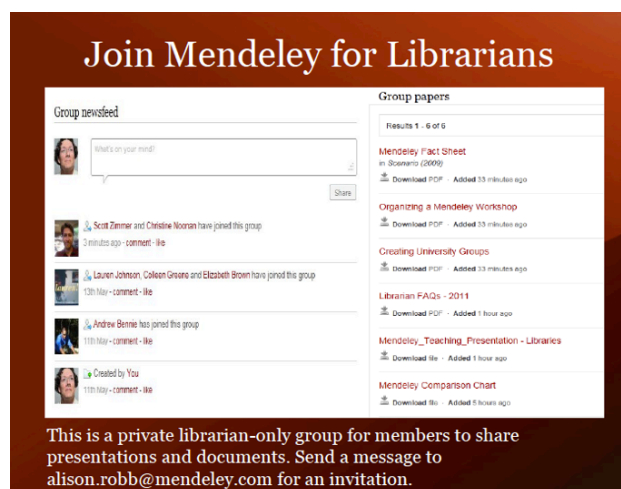 Join Mendeley for Librarians
Group newsfeed
What's on your mind?
Share
Scott Zimmer and Christine Noonan have joined this group
3 minutes ago - comment - like
Lauren Johnson, Coleen Greene and Elizabeth Brown have joined this group
13th May - comment - like
Andrew Bennie has joined this group
11th May - comment - like
Created by You
11th May - comment - like
Group papers
Results 1 - 6 of 6
Mendeley Fact Sheet
in Scenario (2009)
Download PDF - Added 33 minutes ago
Organizing a Mendeley Workshop
Download PDF - Added 33 minutes ago
Creating University Groups
Download PDF - Added 33 minutes ago
Librarian FAQs - 2011
Download PDF - Added 1 hour ago
Mendeley_Teaching_Presentation - Libraries
Download file - Added 1 hour ago
Mendeley Comparison Chart
Download file - Added 5 hours ago
This is a private librarian-only group for members to share
presentations and documents. Send a message to
alison.robb@mendeley.com for an invitation.